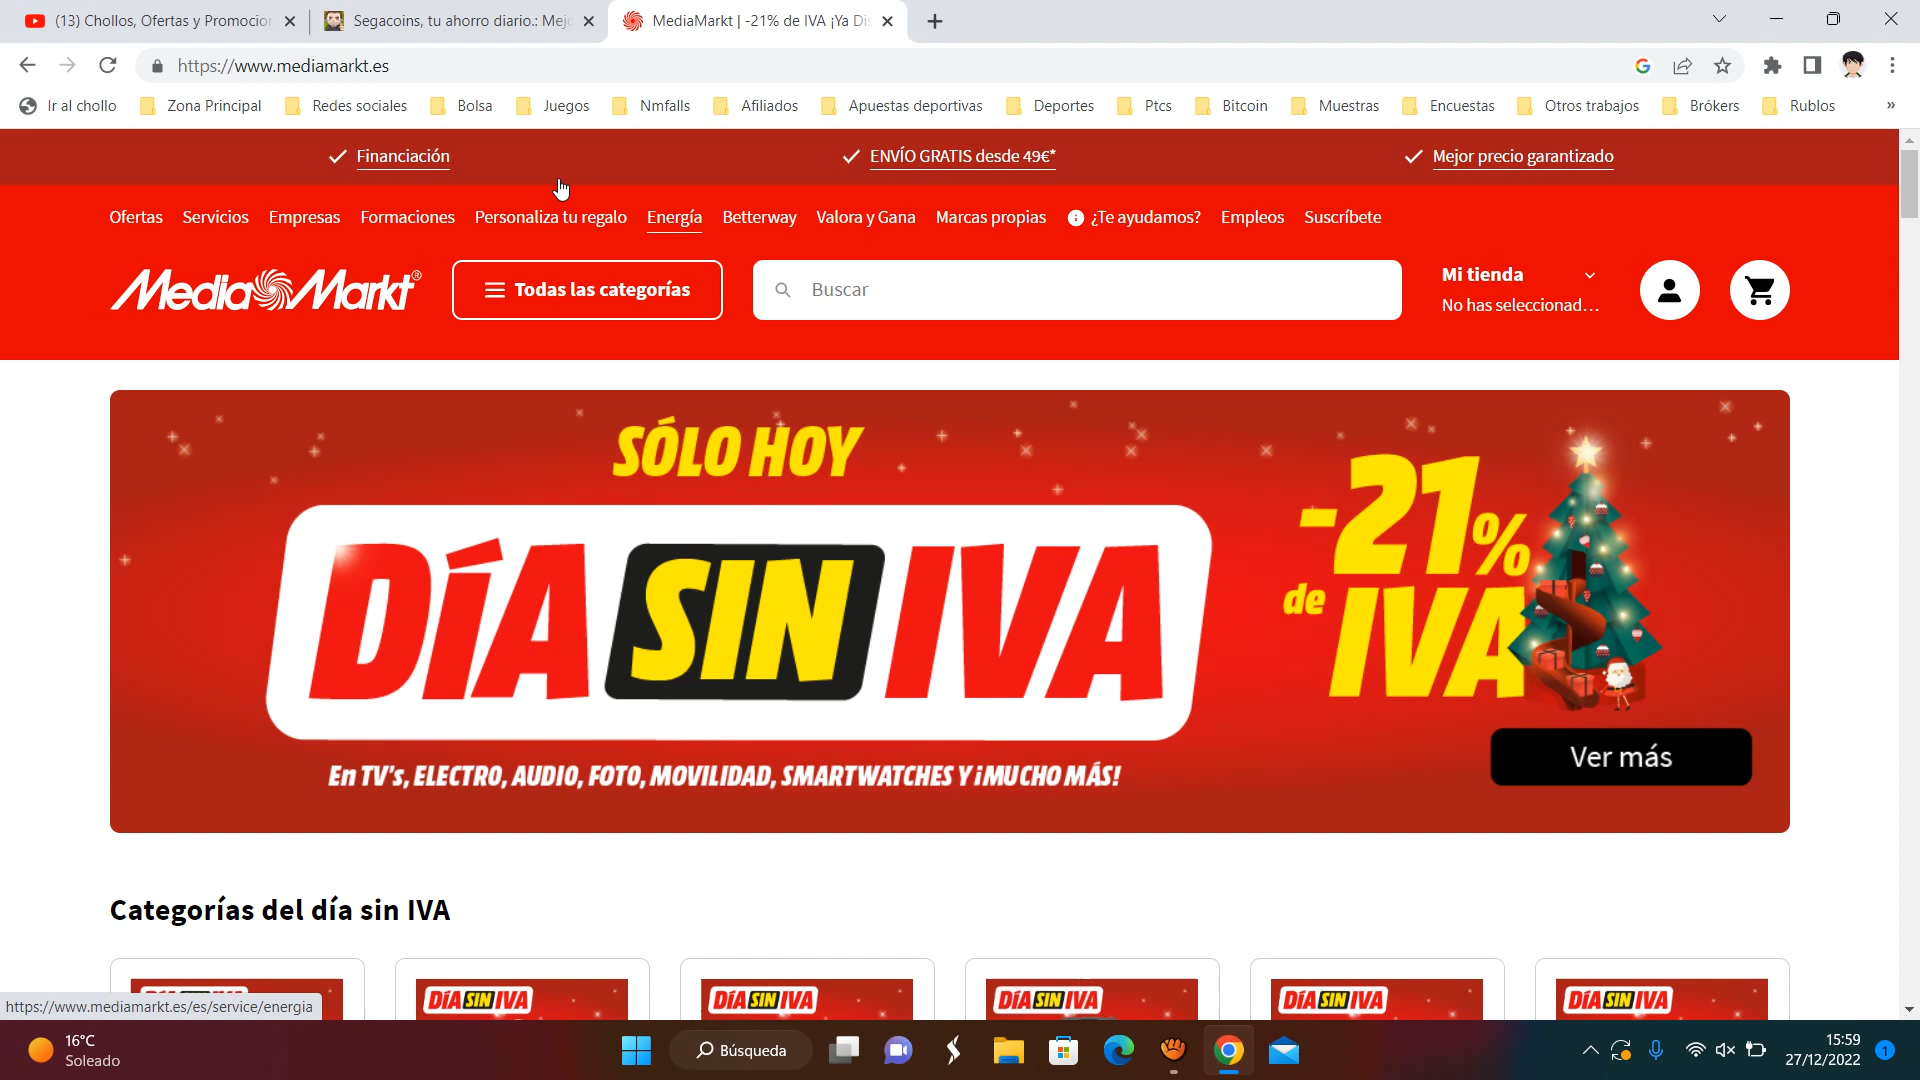 (13) Chollos, Ofertas y Promocion
Segacoins, tu ahorro diario.: Mejo
MediaMarkt | -21% de IVA ¡Ya Di
https://www.mediamarkt.es
Ir al chollo
Zona Principal
Redes sociales
Bolsa
Juegos
Nmfalls
Afiliados
Apuestas deportivas
Deportes
Ptcs
Bitcoin
Muestras
Encuestas
Otros trabajos
Brókers
Rublos
»
Financiación
ENVÍO GRATIS desde 49€*
Mejor precio garantizado
Ofertas Servicios Empresas Formaciones Personaliza tu regalo Energía Betterway Valora y Gana Marcas propias ¿Te ayudamos? Empleos Suscríbete
MediaMarkt®
Todas las categorías
Buscar
Mi tienda
No has seleccionad...
SÓLO HOY
DÍA SIN IVA
-21%
de IVA
En TV's, ELECTRO, AUDIO, FOTO, MOVILIDAD, SMARTWATCHES Y ¡MUCHO MÁS!
Ver más
Categorías del día sin IVA
DÍA SIN IVA
DÍA SIN IVA
DÍA SIN IVA
DÍA SIN IVA
DÍA SIN IVA
https://www.mediamarkt.es/es/service/energia
16°C
Soleado
Búsqueda
15:59
27/12/2022
1